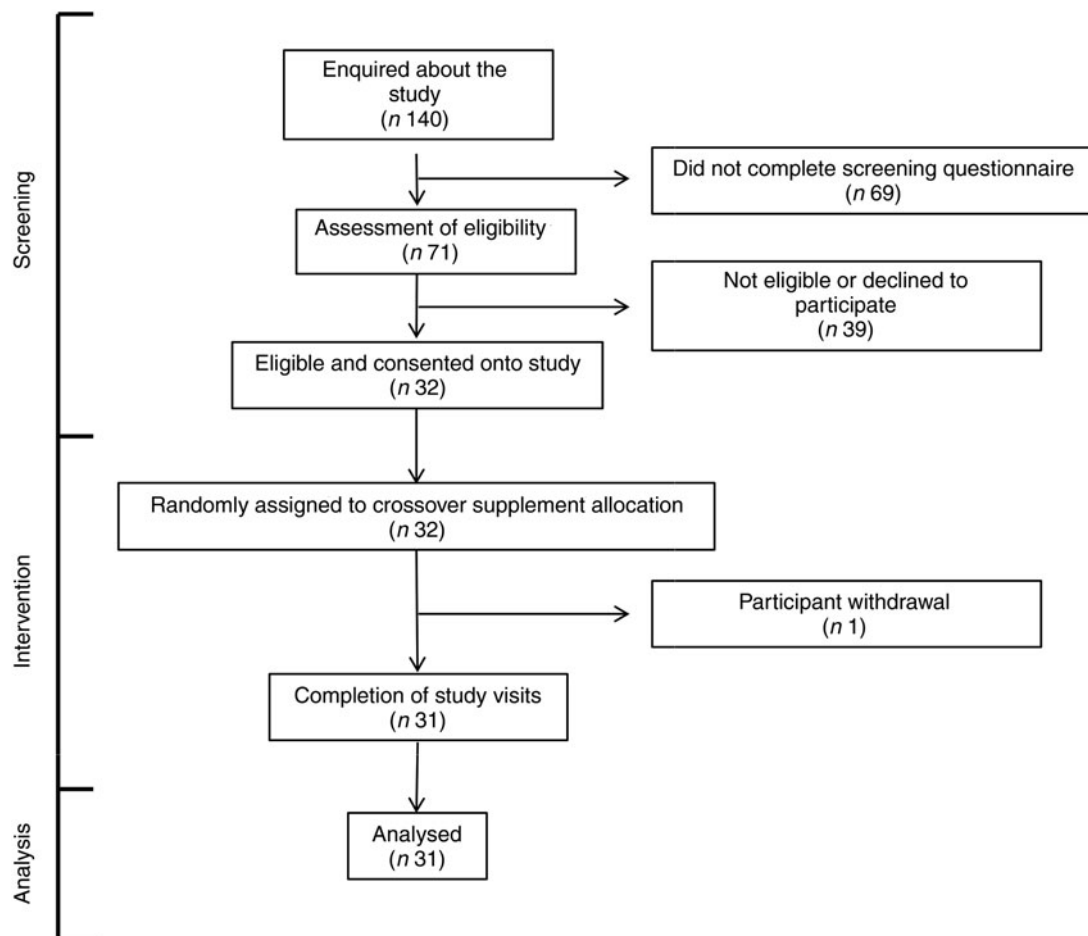 Enquired about the
study
(n 140)
Did not complete screening questionnaire
(n 69)
Assessment of eligibility
(n 71)
Not eligible or declined to
participate
(n 39)
Eligible and consented onto study
(n 32)
Screening
Randomly assigned to crossover supplement allocation
(n 32)
Participant withdrawal
(n 1)
Completion of study visits
(n 31)
Intervention
Analysed
(n 31)
Analysis